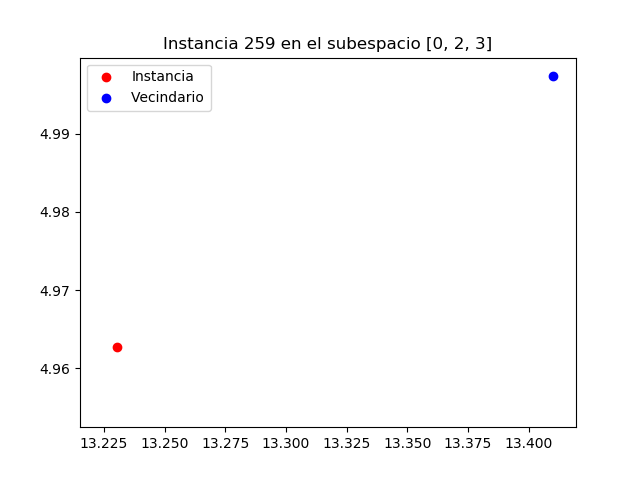 Instancia 259 en el subespacio [0, 2, 3]
Instancia
Vecindario
4.99
4.98
4.97
4.96
13.225 13.250 13.275 13.300 13.325 13.350 13.375 13.400